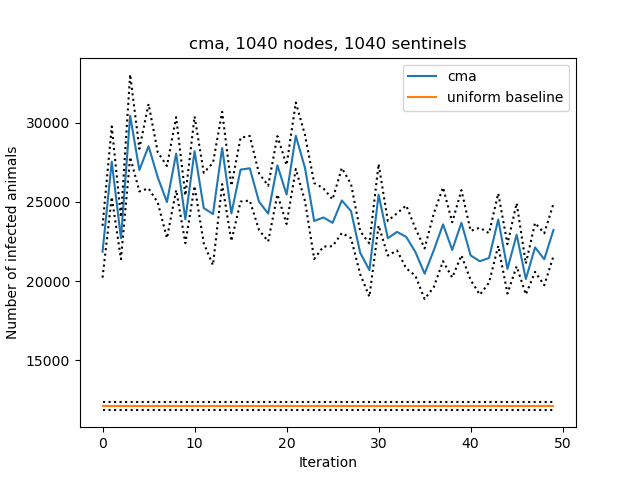 cma, 1040 nodes, 1040 sentinels
cma
uniform baseline
Number of infected animals
30000
25000
20000
15000
0 10 20 30 40 50
Iteration